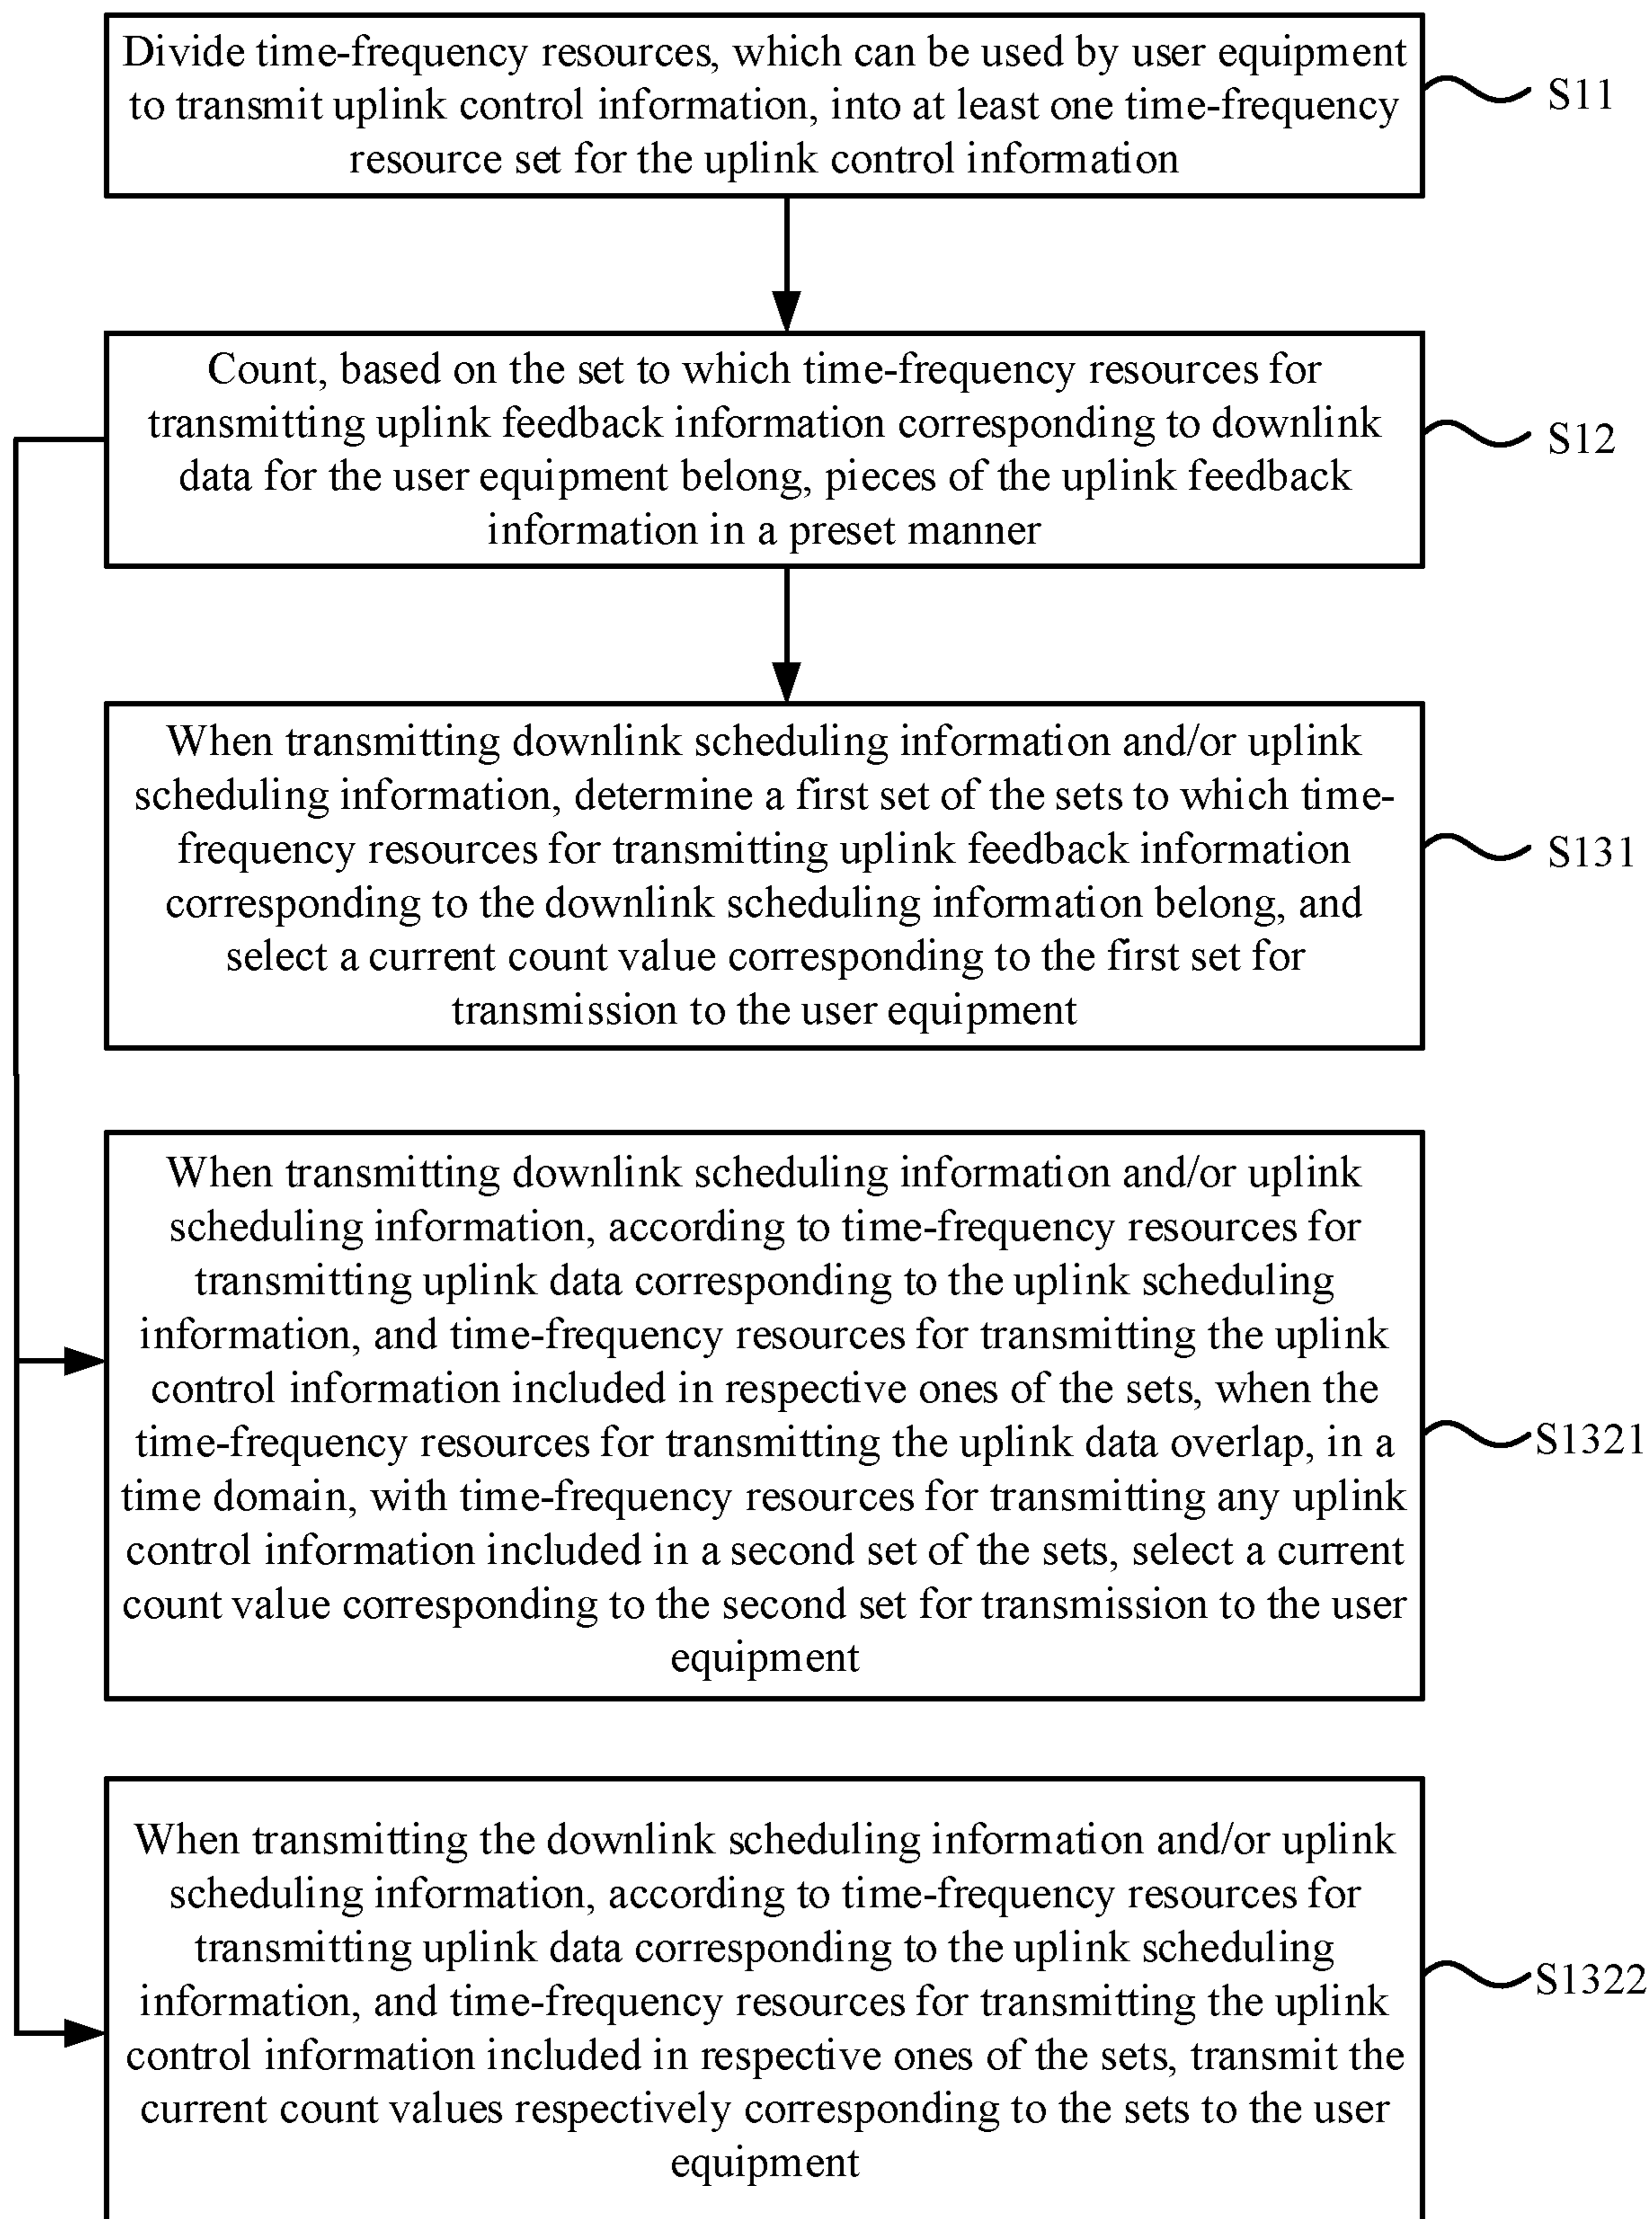 Divide time-frequency resources, which can be used by user equipment
to transmit uplink control information, into at least one time-frequency
resource set for the uplink control information
S11
Count, based on the set to which time-frequency resources for
transmitting uplink feedback information corresponding to downlink
data for the user equipment belong, pieces of the uplink feedback
information in a preset manner
S12
When transmitting downlink scheduling information and/or uplink
scheduling information, determine a first set of the sets to which time-
frequency resources for transmitting uplink feedback information
corresponding to the downlink scheduling information belong, and
select a current count value corresponding to the first set for
transmission to the user equipment
S131
When transmitting downlink scheduling information and/or uplink
scheduling information, according to time-frequency resources for
transmitting uplink data corresponding to the uplink scheduling
information, and time-frequency resources for transmitting the uplink
control information included in respective ones of the sets, when the
time-frequency resources for transmitting the uplink data overlap, in a
time domain, with time-frequency resources for transmitting any uplink
control information included in a second set of the sets, select a current
count value corresponding to the second set for transmission to the user
equipment
S1321
When transmitting the downlink scheduling information and/or uplink
scheduling information, according to time-frequency resources for
transmitting uplink data corresponding to the uplink scheduling
information, and time-frequency resources for transmitting the uplink
control information included in respective ones of the sets, transmit the
current count values respectively corresponding to the sets to the user
equipment
S1322